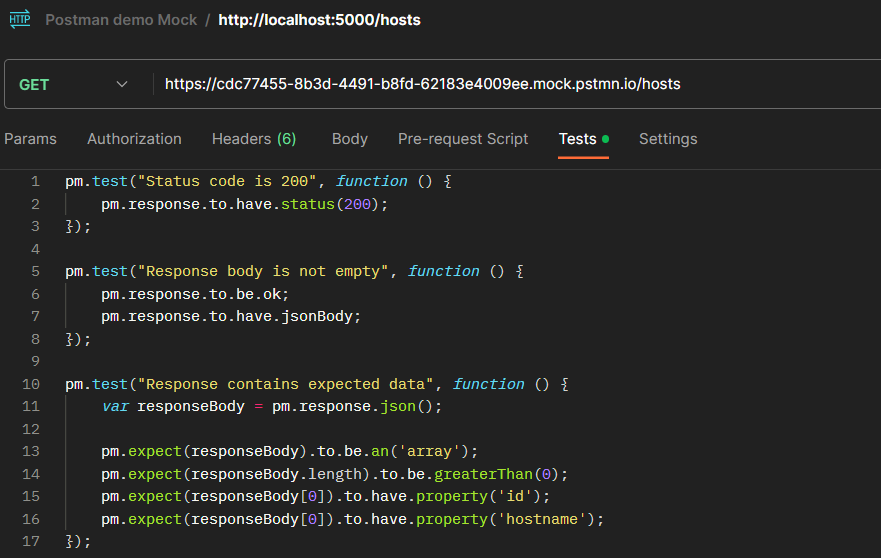 HTTP Postman demo Mock / http://localhost:5000/hosts
GET https://cdc77455-8b3d-4491-b8fd-62183e4009ee.mock.pstmn.io/hosts
Params Authorization Headers (6) Body Pre-request Script Tests Settings
1 pm.test("Status code is 200", function () {
2     pm.response.to.have.status(200);
3 });
4
5 pm.test("Response body is not empty", function () {
6     pm.response.to.be.ok;
7     pm.response.to.have.jsonBody;
8 });
9
10 pm.test("Response contains expected data", function () {
11     var responseBody = pm.response.json();
12
13     pm.expect(responseBody).to.be.an('array');
14     pm.expect(responseBody.length).to.be.greaterThan(0);
15     pm.expect(responseBody[0]).to.have.property('id');
16     pm.expect(responseBody[0]).to.have.property('hostname');
17 });